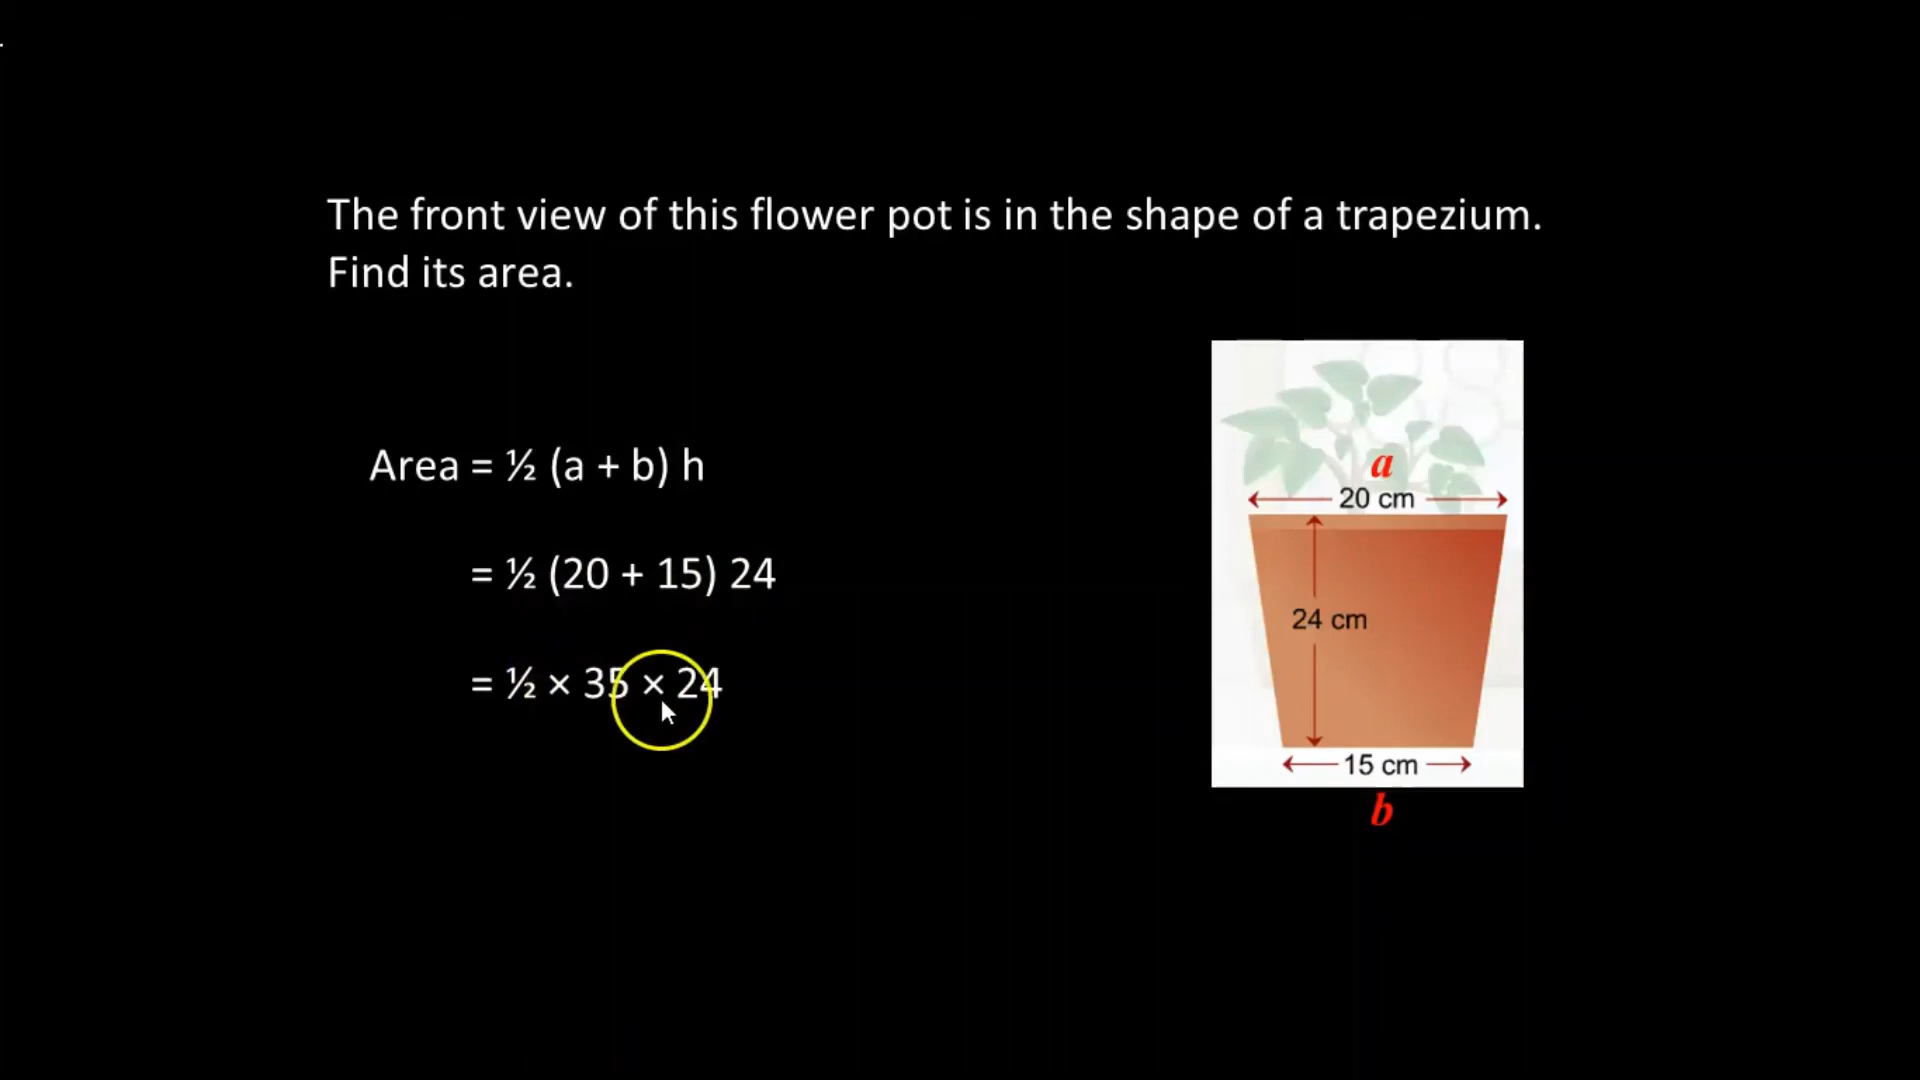 The front view of this flower pot is in the shape of a trapezium.
Find its area.
Area = ½ (a + b) h
= ½ (20 + 15) 24
= ½ × 35 × 24
a
20 cm
24 cm
15 cm
b